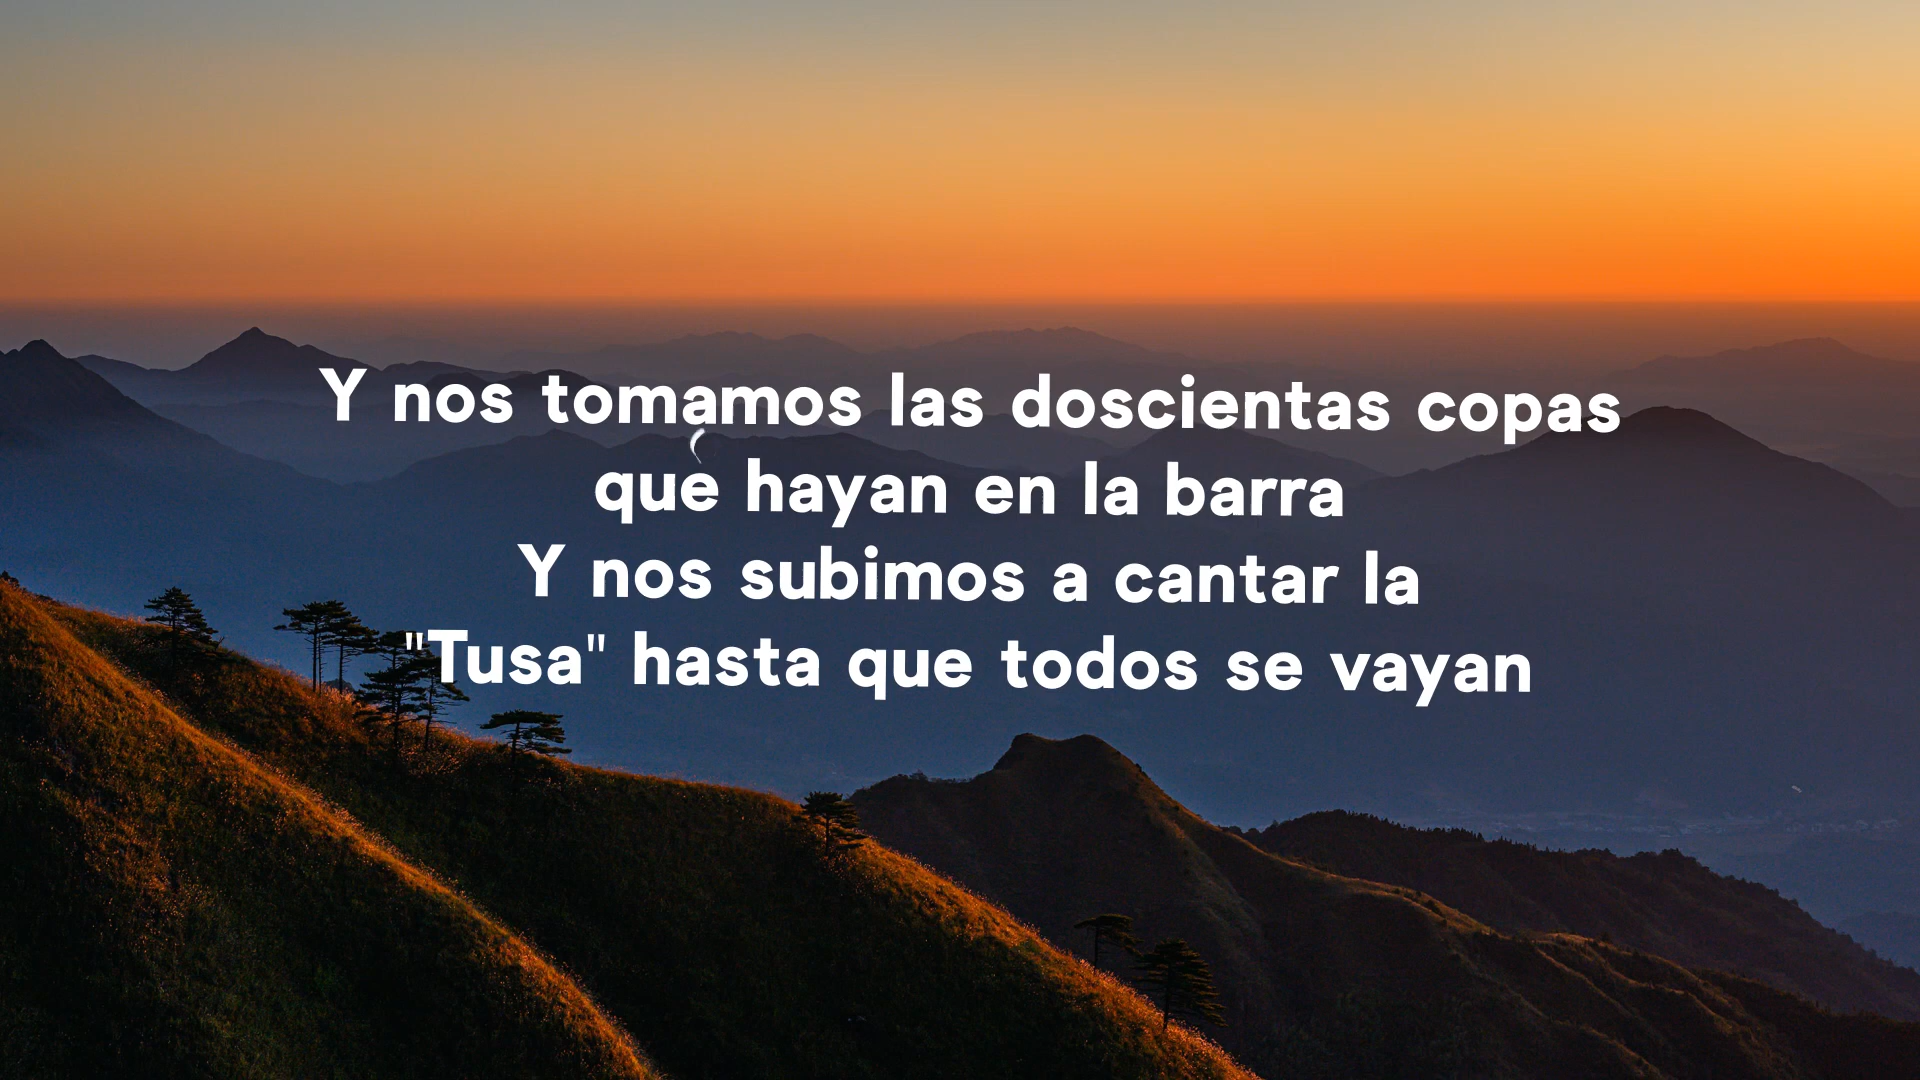 Y nos tomamos las doscientas copas
que hayan en la barra
Y nos subimos a cantar la
"Tusa" hasta que todos se vayan